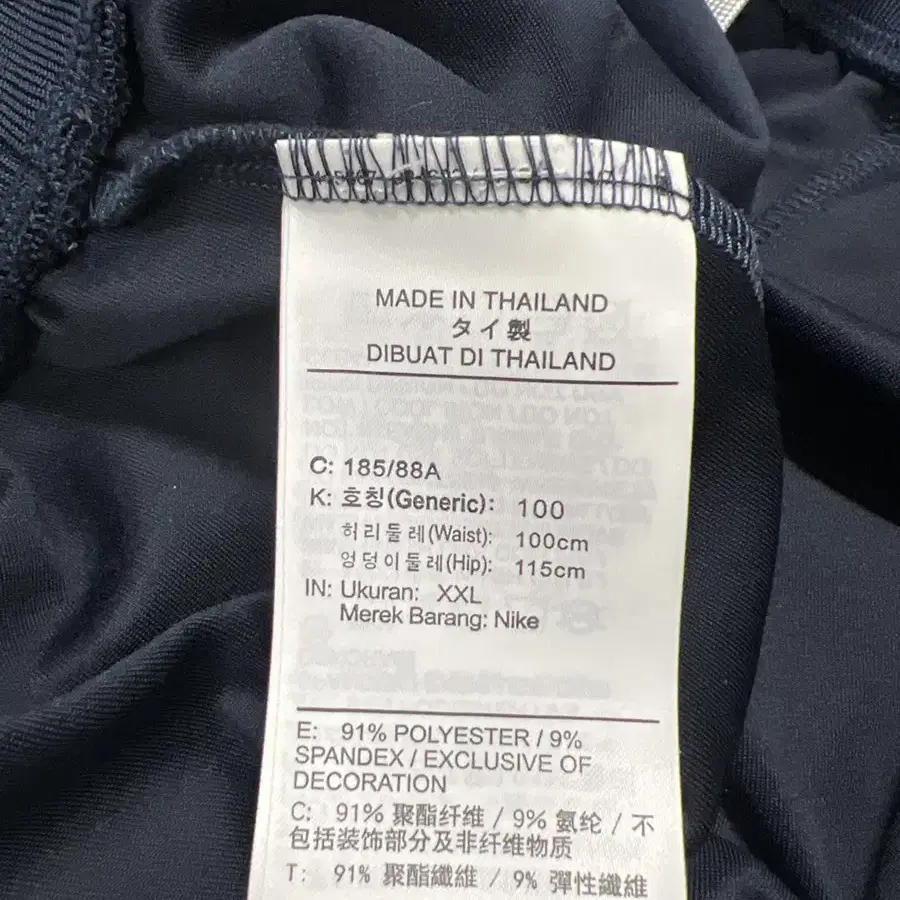 MADE IN THAILAND
タイ製
DIBUAT DI THAILAND
C: 185/88A
K: 호칭(Generic): 100
허리둘레(Waist): 100cm
엉덩이둘레(Hip): 115cm
IN: Ukuran: XXL
Merek Barang: Nike
E: 91% POLYESTER / 9%
SPANDEX / EXCLUSIVE OF
DECORATION
C: 91% 聚酯纤维 / 9% 氨纶 / 不
包括装饰部分及非纤维物质
T: 91% 聚酯纖維 / 9% 彈性纖維